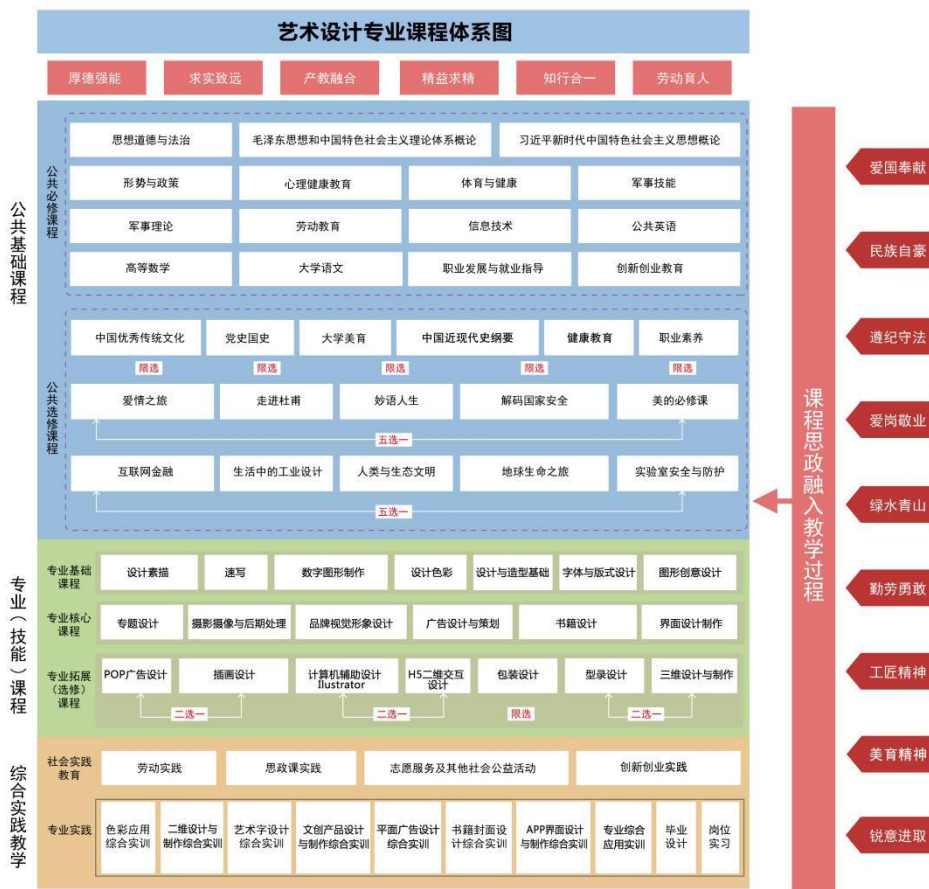 艺术设计专业课程体系图
厚德强能
求实致远
产教融合
精益求精
知行合一
劳动育人
公共基础课程
公共必修课程
思想道德与法治
毛泽东思想和中国特色社会主义理论体系概论
习近平新时代中国特色社会主义思想概论
形势与政策
心理健康教育
体育与健康
军事技能
军事理论
劳动教育
信息技术
公共英语
高等数学
大学语文
职业发展与就业指导
创新创业教育
公共选修课程
中国优秀传统文化
党史国史
大学美育
中国近现代史纲要
健康教育
职业素养
限选
限选
限选
限选
限选
爱情之旅
走进杜甫
妙语人生
解码国家安全
美的必修课
五选一
互联网金融
生活中的工业设计
人类与生态文明
地球生命之旅
实验室安全与防护
五选一
专业（技能）课程
专业基础
课程
设计素描
速写
数字图形制作
设计色彩
设计与造型基础
字体与版式设计
图形创意设计
专业核心
课程
专题设计
摄影摄像与后期处理
品牌视觉形象设计
广告设计与策划
书籍设计
界面设计制作
专业拓展
（选修）
课程
POP广告设计
插画设计
计算机辅助设计
Ilustrator
H5二维交互
设计
包装设计
型录设计
三维设计与制作
二选一
二选一
限选
二选一
综合实践教学
社会实践
教育
劳动实践
思政课实践
志愿服务及其他社会公益活动
创新创业实践
专业实践
色彩应用
综合实训
二维设计与
制作综合实训
艺术字设计
综合实训
文创产品设计
与制作综合实训
平面广告设计
综合实训
书籍封面设
计综合实训
APP界面设计
与制作综合实训
专业综合
应用实训
毕业
设计
岗位
实习
课程思政融入教学过程
爱国奉献
民族自豪
遵纪守法
爱岗敬业
绿水青山
勤劳勇敢
工匠精神
美育精神
锐意进取